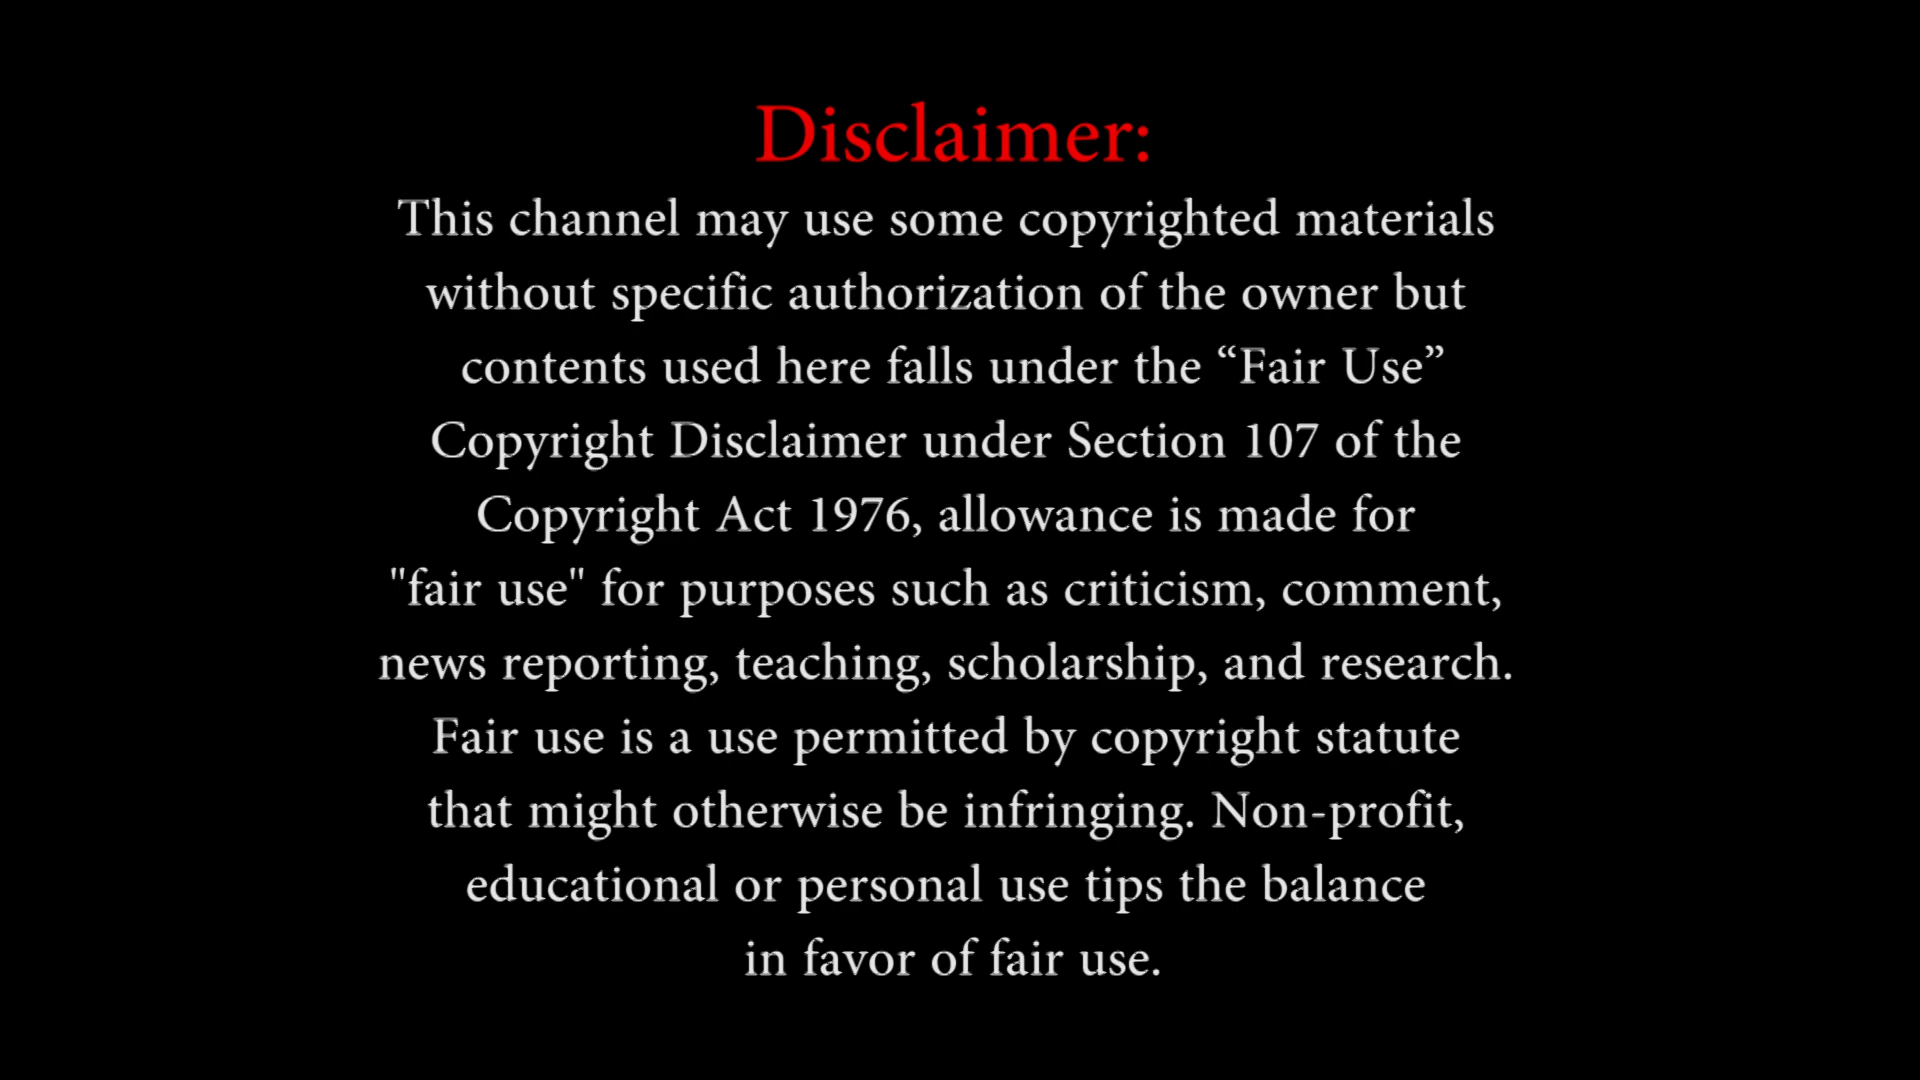 Disclaimer:
This channel may use some copyrighted materials
without specific authorization of the owner but
contents used here falls under the “Fair Use”
Copyright Disclaimer under Section 107 of the
Copyright Act 1976, allowance is made for
"fair use" for purposes such as criticism, comment,
news reporting, teaching, scholarship, and research.
Fair use is a use permitted by copyright statute
that might otherwise be infringing. Non-profit,
educational or personal use tips the balance
in favor of fair use.